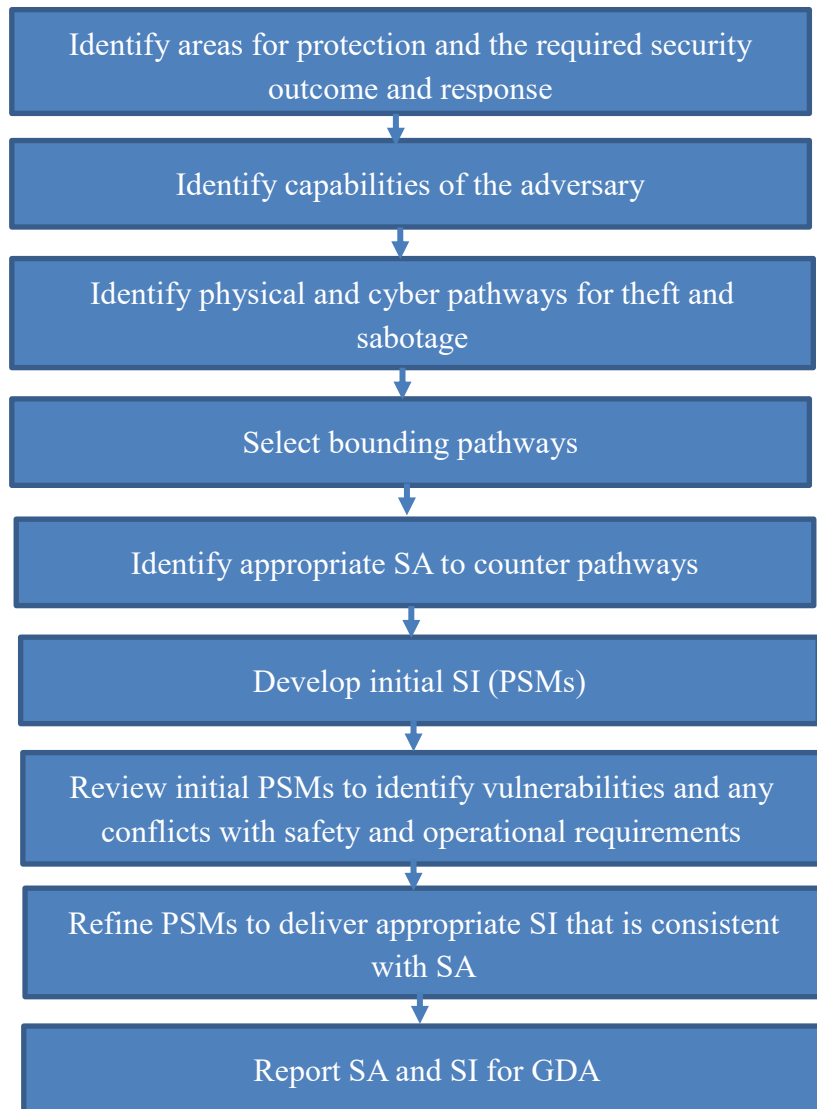 Identify areas for protection and the required security
outcome and response
Identify capabilities of the adversary
Identify physical and cyber pathways for theft and
sabotage
Select bounding pathways
Identify appropriate SA to counter pathways
Develop initial SI (PSMs)
Review initial PSMs to identify vulnerabilities and any
conflicts with safety and operational requirements
Refine PSMs to deliver appropriate SI that is consistent
with SA
Report SA and SI for GDA